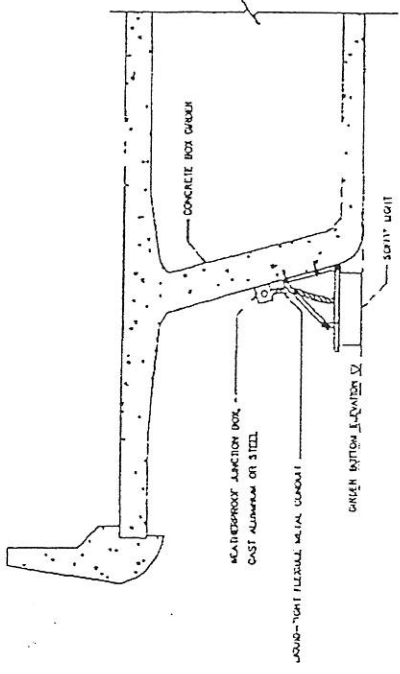 CONCRETE BOX GIRDER
WEATHERPROOF JUNCTION BOX,
CAST ALUMINUM OR STEEL
LIQUID-TIGHT FLEXIBLE METAL CONDUIT
GIRDER BOTTOM ELEVATION
SOFFIT LIGHT